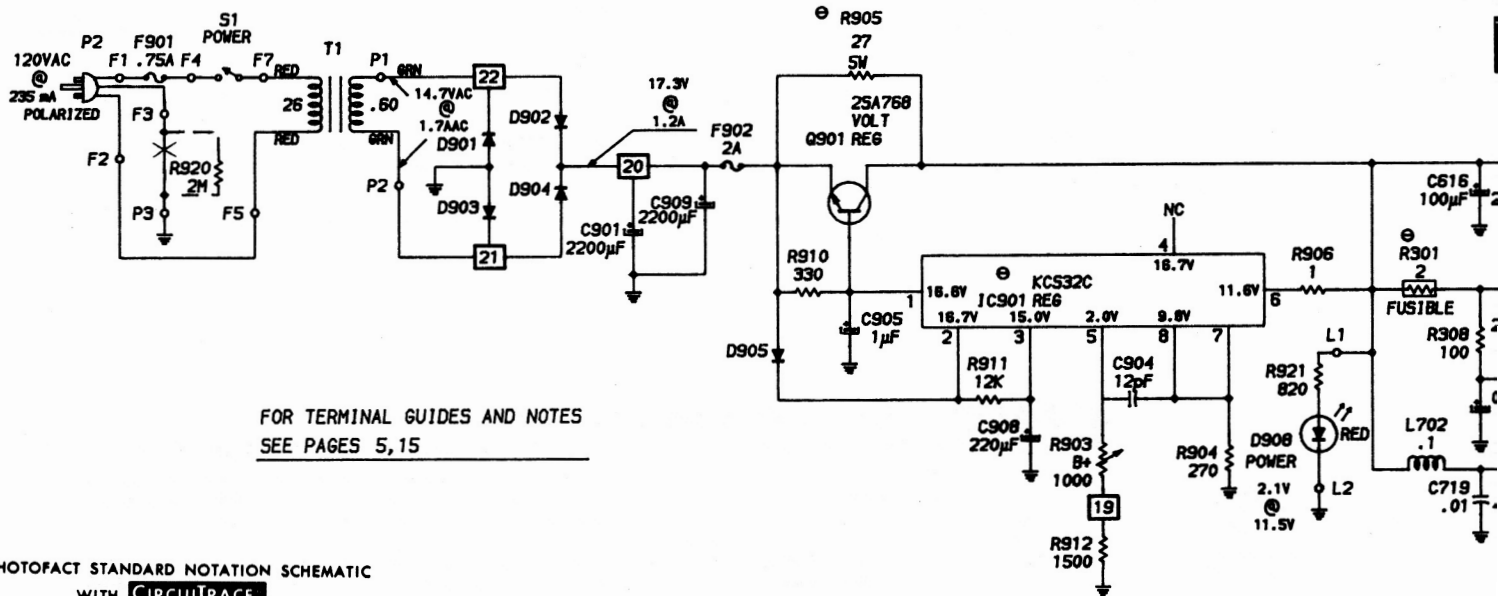 S1
POWER
P2
F901
.75A
F1
F4
F7
RED
T1
P1
GRN
120VAC
@
235 mA
POLARIZED
F3
26
.60
RED
GRN
14.7VAC
@
1.7AAC
R920
2M
F2
P3
F5
P2
22
D901
D902
D903
D904
21
17.3V
@
1.2A
20
F902
2A
C901
2200µF
C909
2200µF
⊖ R905
27
5W
2SA768
VOLT
REG
Q901
R910
330
C905
1µF
D905
NC
4
16.7V
⊖ KCS32C
IC901 REG
1
16.6V
11.6V
6
16.7V
15.0V
2.0V
9.8V
2
3
5
8
7
R911
12K
C908
220µF
C904
12pF
R903
B+
1000
19
R912
1500
R904
270
R906
1
⊖
R301
2
FUSIBLE
C616
100µF
2
R308
100
2
L1
R921
820
D908
POWER
RED
L2
2.1V
@
11.5V
L702
.1
C719
.01
FOR TERMINAL GUIDES AND NOTES
SEE PAGES 5,15
HOTOFACT STANDARD NOTATION SCHEMATIC
WITH CIRCUITRACE